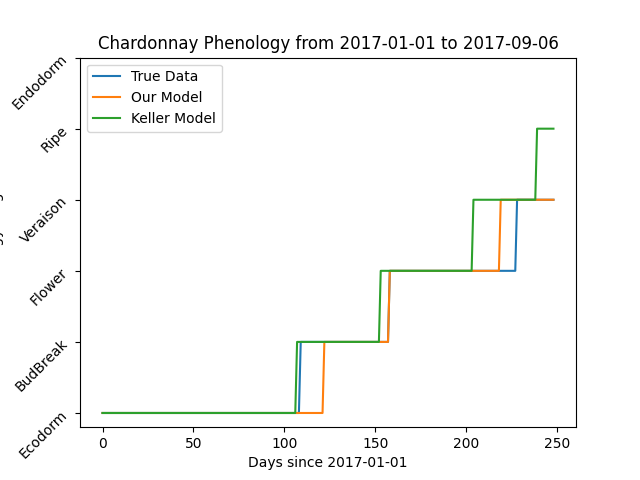 Chardonnay Phenology from 2017-01-01 to 2017-09-06
True Data
Our Model
Keller Model
Endodorm
Ripe
Veraison
Flower
BudBreak
Ecodorm
0 50 100 150 200 250
Days since 2017-01-01